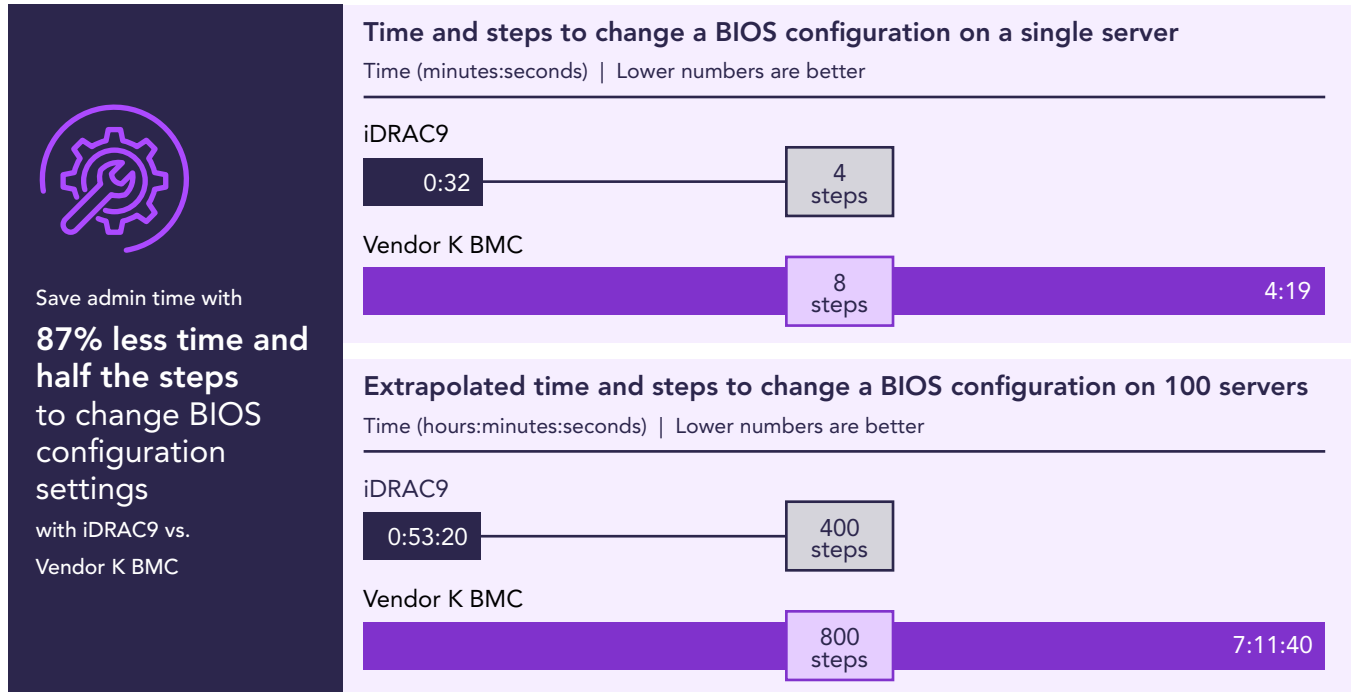 Save admin time with
87% less time and
half the steps
to change BIOS
configuration
settings
with iDRAC9 vs.
Vendor K BMC
Time and steps to change a BIOS configuration on a single server
Time (minutes:seconds) | Lower numbers are better
iDRAC9
0:32
4
steps
Vendor K BMC
8
steps
4:19
Extrapolated time and steps to change a BIOS configuration on 100 servers
Time (hours:minutes:seconds) | Lower numbers are better
iDRAC9
0:53:20
400
steps
Vendor K BMC
800
steps
7:11:40